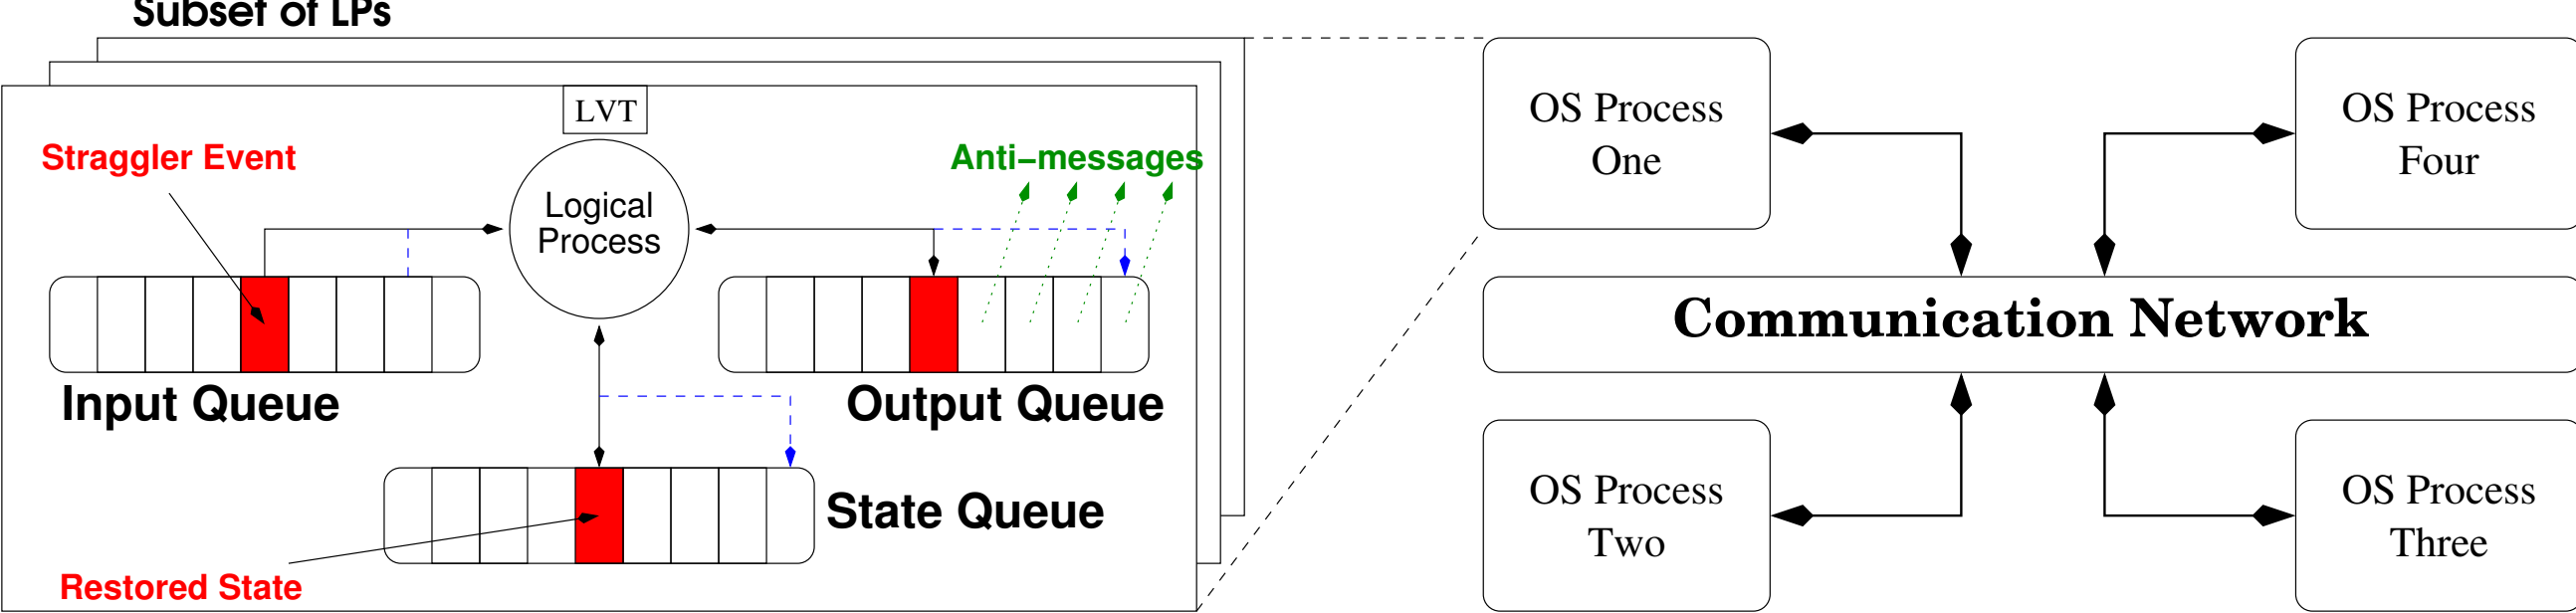 Subset of LPs
LVT
Straggler Event
Anti–messages
Logical
Process
Input Queue
Output Queue
State Queue
Restored State
OS Process
One
OS Process
Four
Communication Network
OS Process
Two
OS Process
Three